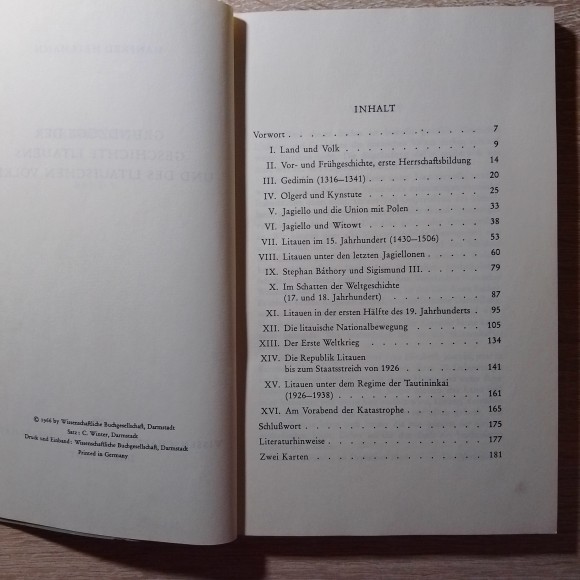 © 1966 by Wissenschaftliche Buchgesellschaft, Darmstadt
Satz: C. Winter, Darmstadt
Druck und Einband: Wissenschaftliche Buchgesellschaft, Darmstadt
Printed in Germany
INHALT
Vorwort . . . . . . . . . . . . . . 7
I. Land und Volk . . . . . . . . . . . 9
II. Vor- und Frühgeschichte, erste Herrschaftsbildung 14
III. Gedimin (1316—1341) . . . . . . . . . 20
IV. Olgerd und Kynstute . . . . . . . . . 25
V. Jagiello und die Union mit Polen . . . . . . 33
VI. Jagiello und Witowt . . . . . . . . . 38
VII. Litauen im 15. Jahrhundert (1430—1506) . . . 53
VIII. Litauen unter den letzten Jagiellonen . . . . 60
IX. Stephan Báthory und Sigismund III. . . . . . 79
X. Im Schatten der Weltgeschichte
(17. und 18. Jahrhundert) . . . . . . . . 87
XI. Litauen in der ersten Hälfte des 19. Jahrhunderts . 95
XII. Die litauische Nationalbewegung . . . . . . 105
XIII. Der Erste Weltkrieg . . . . . . . . . 134
XIV. Die Republik Litauen
bis zum Staatsstreich von 1926 . . . . . . . 141
XV. Litauen unter dem Regime der Tautininkai
(1926—1938) . . . . . . . . . . . 161
XVI. Am Vorabend der Katastrophe . . . . . . 165
Schlußwort . . . . . . . . . . . . . 175
Literaturhinweise . . . . . . . . . . . 177
Zwei Karten . . . . . . . . . . . . . 181